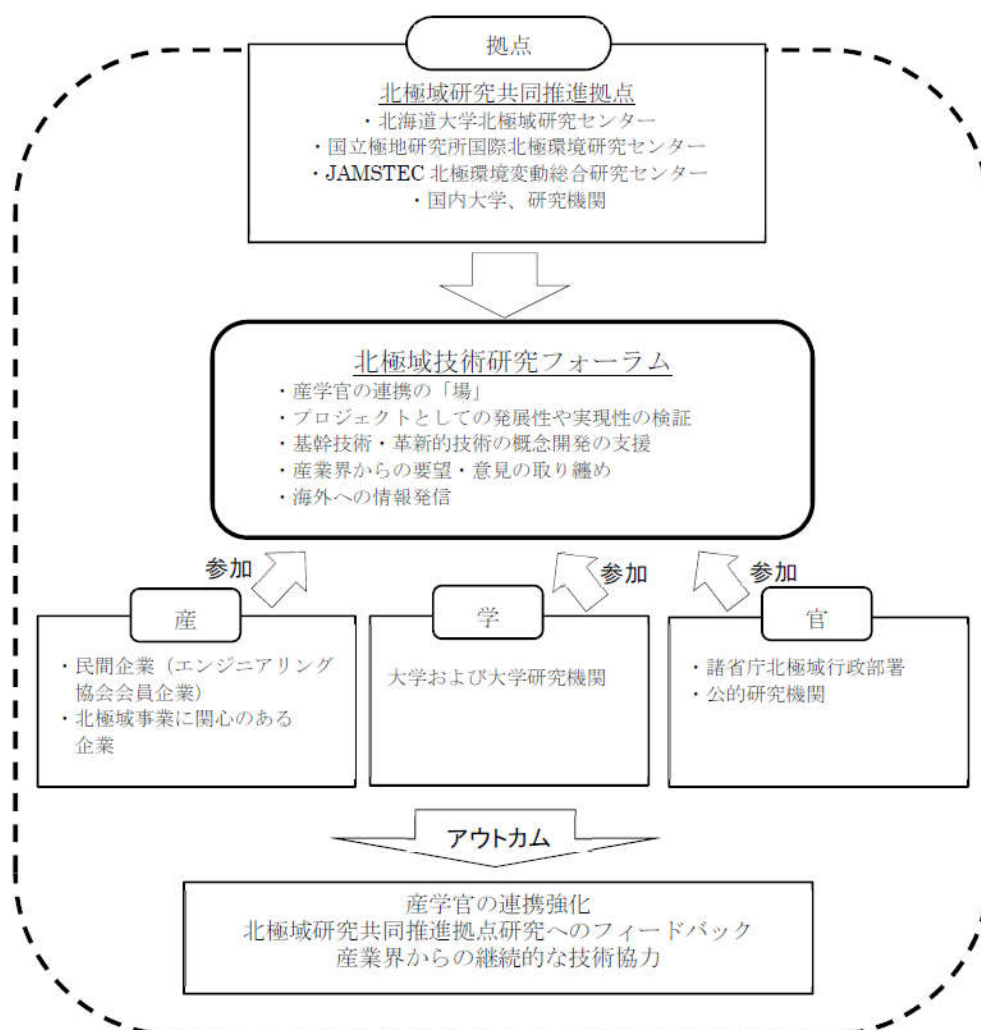 拠点
北極域研究共同推進拠点
・北海道大学北極域研究センター
・国立極地研究所国際北極環境研究センター
・JAMSTEC 北極環境変動総合研究センター
・国内大学、研究機関
北極域技術研究フォーラム
・産学官の連携の「場」
・プロジェクトとしての発展性や実現性の検証
・基幹技術・革新的技術の概念開発の支援
・産業界からの要望・意見の取り纏め
・海外への情報発信
参加
参加
参加
産
・民間企業（エンジニアリング
協会会員企業）
・北極域事業に関心のある
企業
学
大学および大学研究機関
官
・諸省庁北極域行政部署
・公的研究機関
アウトカム
産学官の連携強化
北極域研究共同推進拠点研究へのフィードバック
産業界からの継続的な技術協力